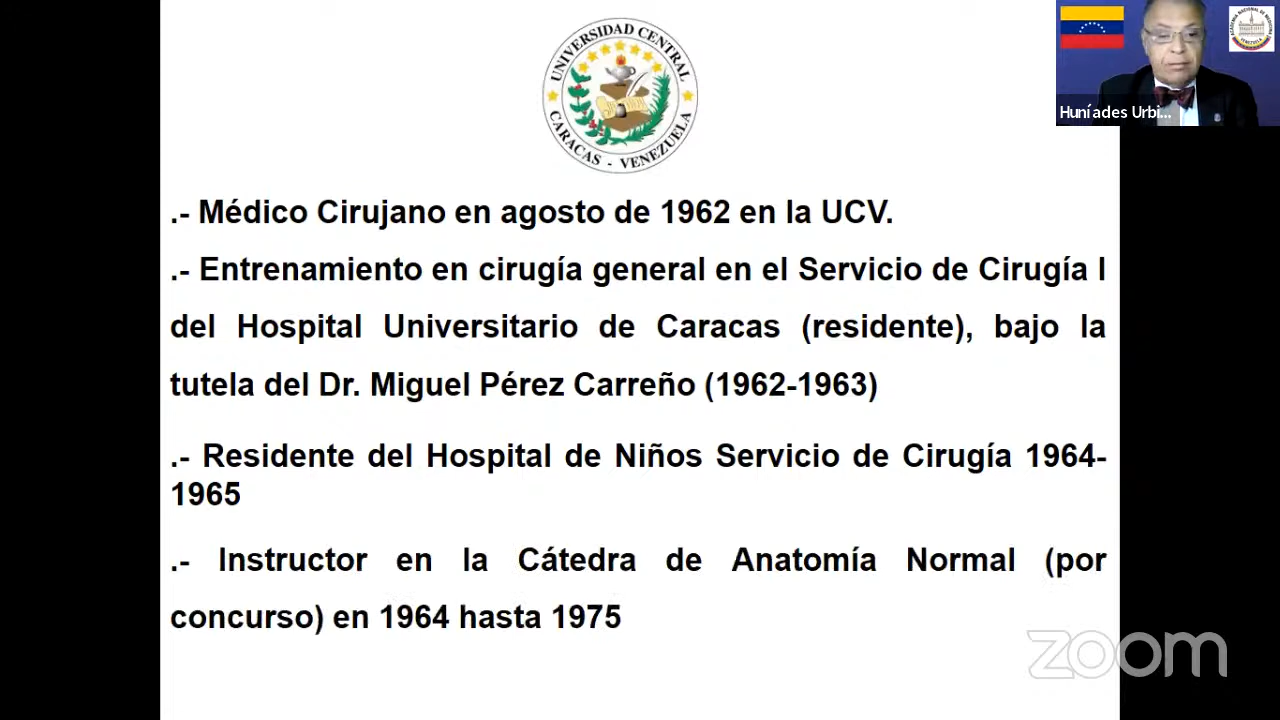 UNIVERSIDAD CENTRAL
CARACAS - VENEZUELA
Huníades Urbi...
.- Médico Cirujano en agosto de 1962 en la UCV.
.- Entrenamiento en cirugía general en el Servicio de Cirugía I
del Hospital Universitario de Caracas (residente), bajo la
tutela del Dr. Miguel Pérez Carreño (1962-1963)
.- Residente del Hospital de Niños Servicio de Cirugía 1964-
1965
.- Instructor en la Cátedra de Anatomía Normal (por
concurso) en 1964 hasta 1975
zoom